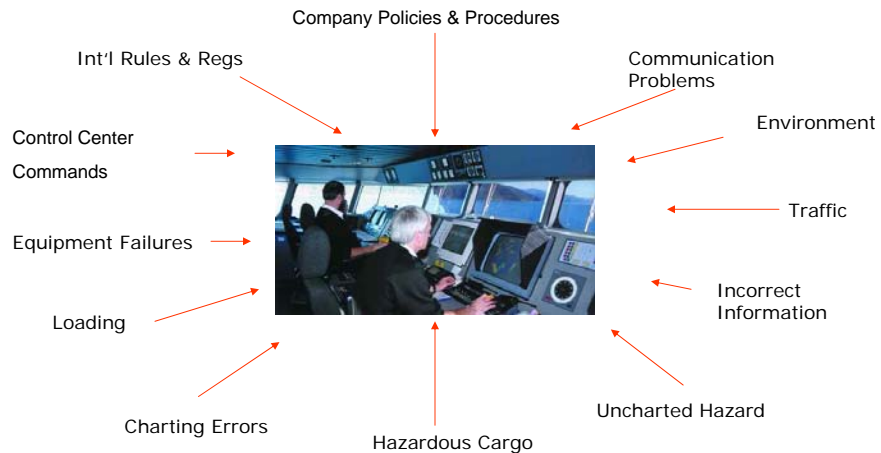 Company Policies & Procedures
Int'l Rules & Regs
Communication
Problems
Environment
Control Center
Commands
Traffic
Equipment Failures
Incorrect
Information
Loading
Uncharted Hazard
Charting Errors
Hazardous Cargo